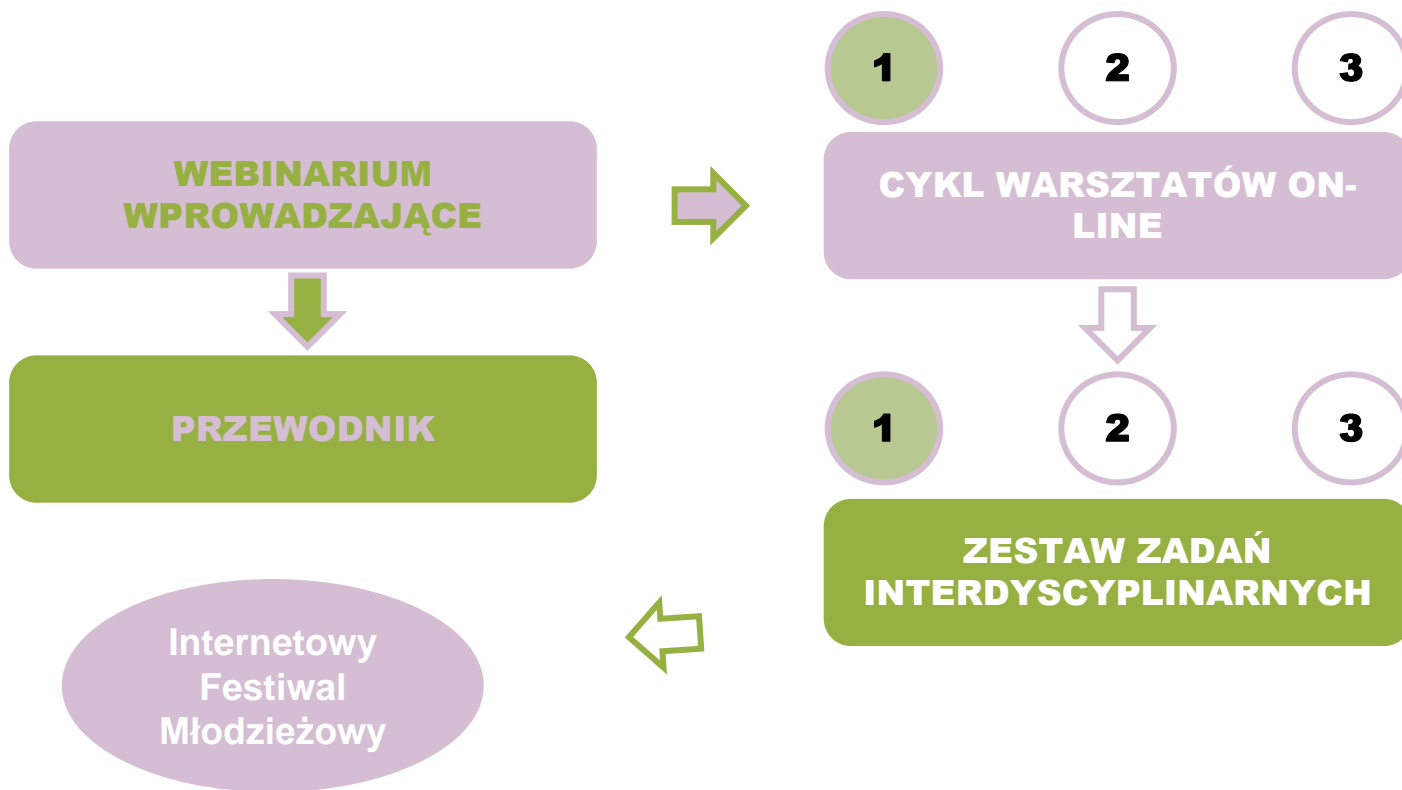 1 2 3
WEBINARIUM
WPROWADZAJĄCE
CYKL WARSZTATÓW ON-
LINE
PRZEWODNIK
1 2 3
ZESTAW ZADAŃ
INTERDYSCYPLINARNYCH
Internetowy
Festiwal
Młodzieżowy